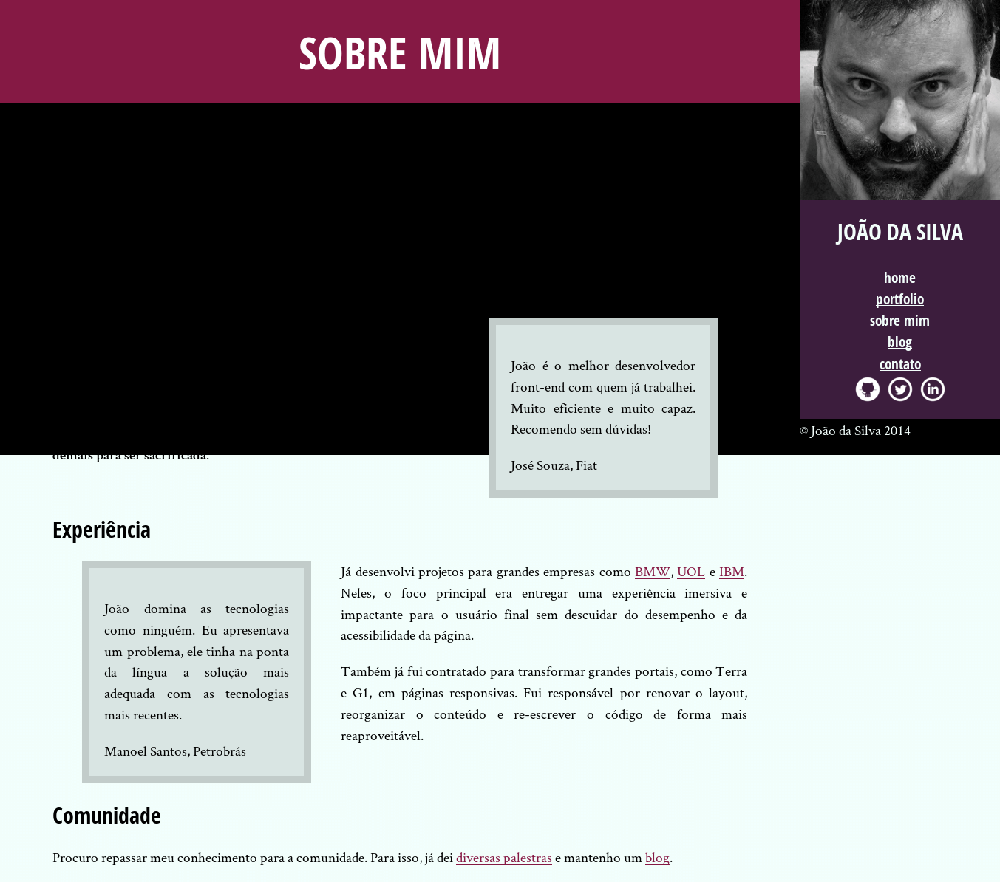 SOBRE MIM
JOÃO DA SILVA
home
portfolio
sobre mim
blog
contato
in
© João da Silva 2014
João é o melhor desenvolvedor
front-end com quem já trabalhei.
Muito eficiente e muito capaz.
Recomendo sem dúvidas!
José Souza, Fiat
demais para ser sacrificada.
Experiência
João domina as tecnologias
como ninguém. Eu apresentava
um problema, ele tinha na ponta
da língua a solução mais
adequada com as tecnologias
mais recentes.
Manoel Santos, Petrobrás
Já desenvolvi projetos para grandes empresas como BMW, UOL e IBM.
Neles, o foco principal era entregar uma experiência imersiva e
impactante para o usuário final sem descuidar do desempenho e da
acessibilidade da página.
Também já fui contratado para transformar grandes portais, como Terra
e G1, em páginas responsivas. Fui responsável por renovar o layout,
reorganizar o conteúdo e re-escrever o código de forma mais
reaproveitável.
Comunidade
Procuro repassar meu conhecimento para a comunidade. Para isso, já dei diversas palestras e mantenho um blog.